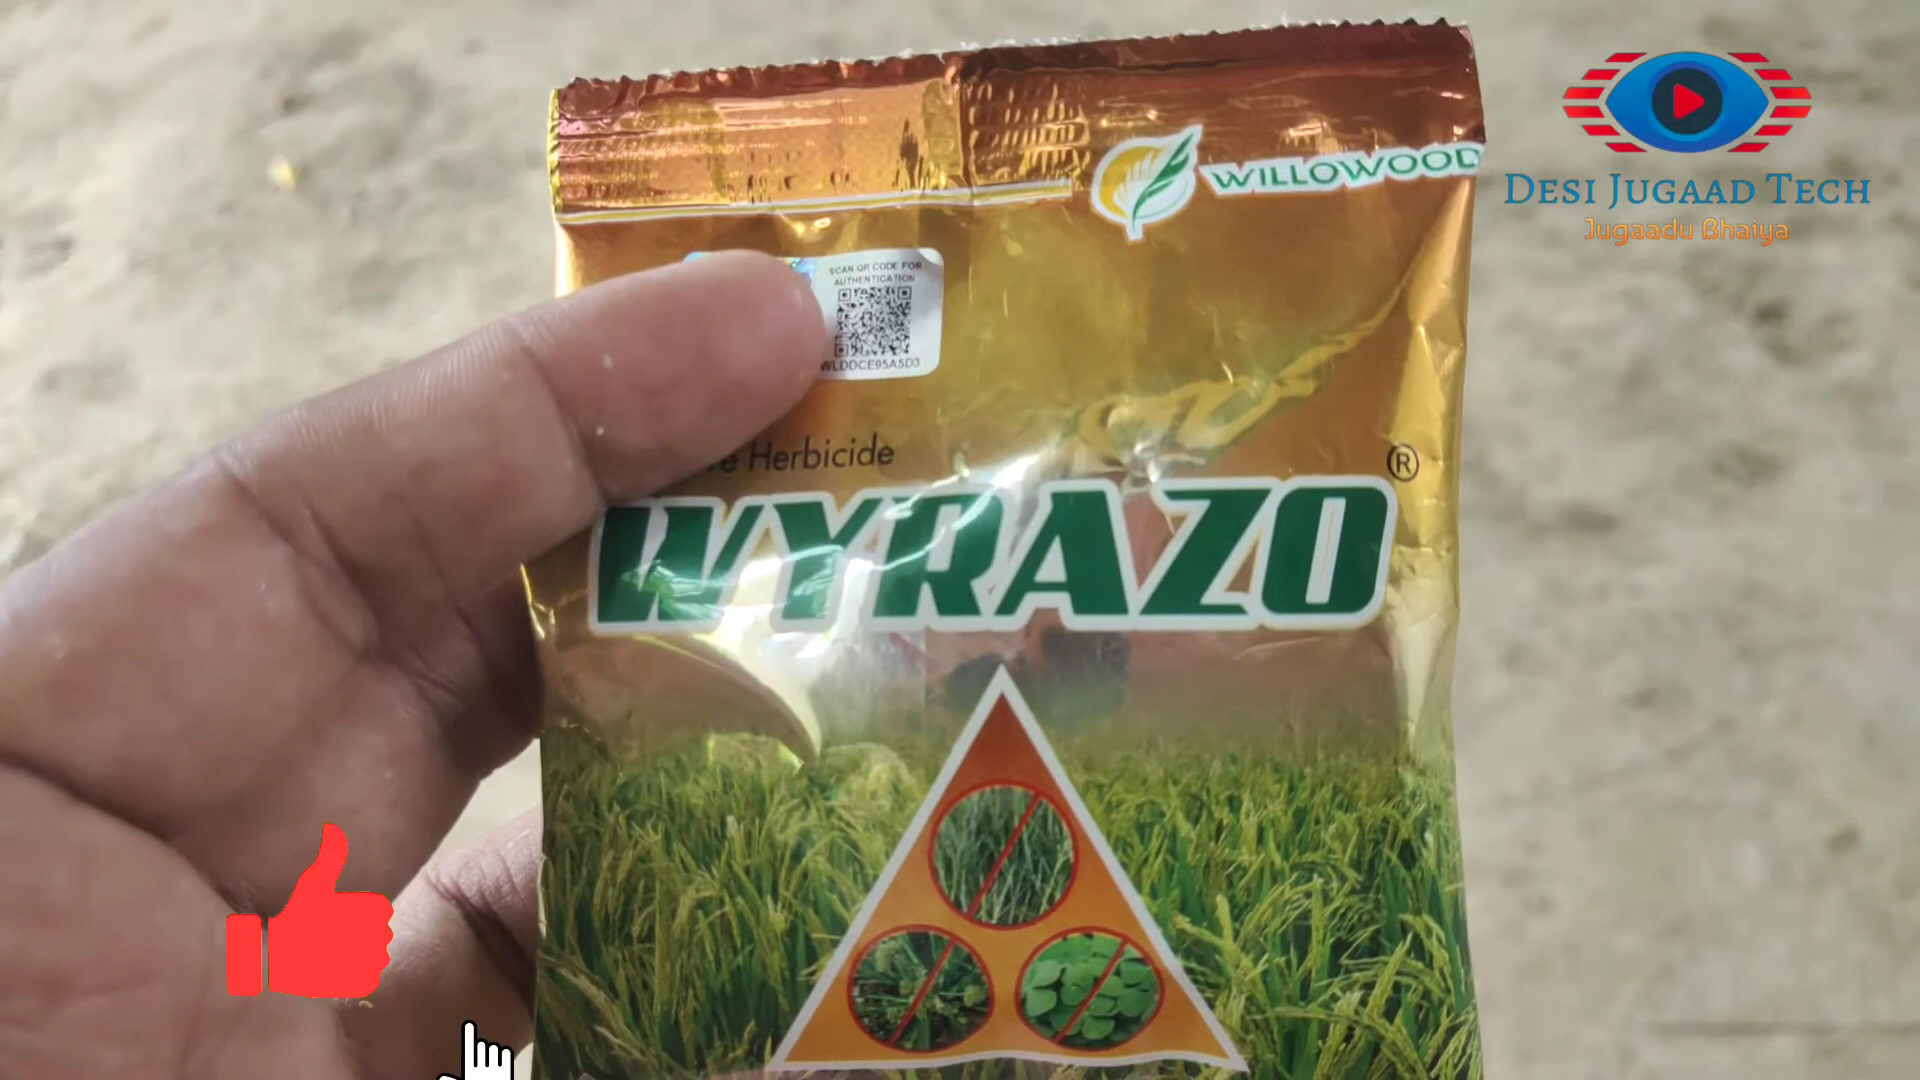 WILLOWOOD
DESI JUGAAD TECH
Jugaadu Bhaiya
SCAN QR CODE FOR
AUTHENTICATION
WLDDCE95A5D3
Herbicide
WYRAZO®